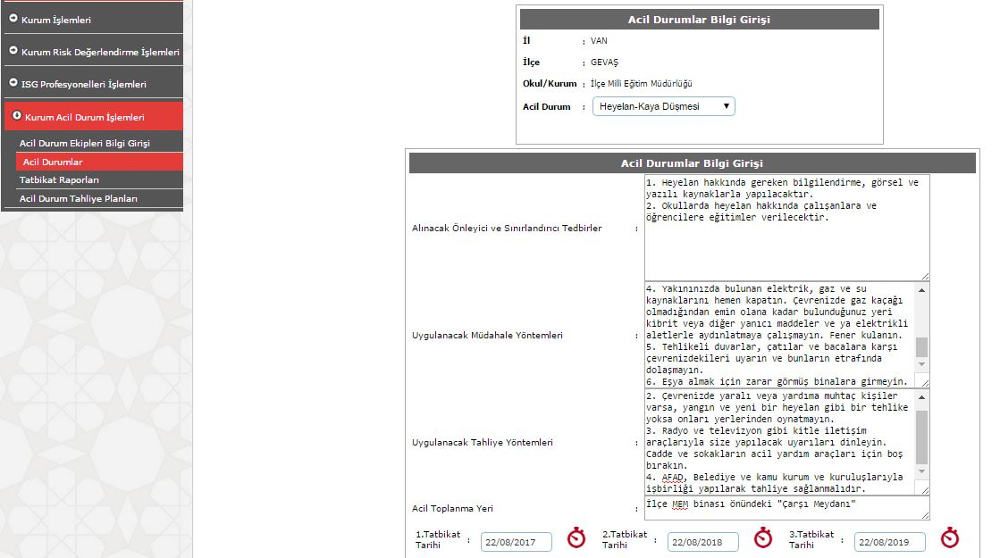 Kurum İşlemleri
Kurum Risk Değerlendirme İşlemleri
ISG Profesyonelleri İşlemleri
Kurum Acil Durum İşlemleri
Acil Durum Ekipleri Bilgi Girişi
Acil Durumlar
Tatbikat Raporları
Acil Durum Tahliye Planları
Acil Durumlar Bilgi Girişi
İl : VAN
İlçe : GEVAŞ
Okul/Kurum : İlçe Milli Eğitim Müdürlüğü
Acil Durum : Heyelan-Kaya Düşmesi
Acil Durumlar Bilgi Girişi
Alınacak Önleyici ve Sınırlandırıcı Tedbirler :
1. Heyelan hakkında gereken bilgilendirme, görsel ve
yazılı kaynaklarla yapılacaktır.
2. Okullarda heyelan hakkında çalışanlara ve
öğrencilere eğitimler verilecektir.
Uygulanacak Müdahale Yöntemleri :
4. Yakınınızda bulunan elektrik, gaz ve su
kaynaklarını hemen kapatın. Çevrenizde gaz kaçağı
olmadığından emin olana kadar bulunduğunuz yeri
kibrit veya diğer yanıcı maddeler ve ya elektrikli
aletlerle aydınlatmaya çalışmayın. Fener kulanın.
5. Tehlikeli duvarlar, çatılar ve bacalara karşı
çevrenizdekileri uyarın ve bunların etrafında
dolaşmayın.
6. Eşya almak için zarar görmüş binalara girmeyin.
Uygulanacak Tahliye Yöntemleri :
2. Çevrenizde yaralı veya yardıma muhtaç kişiler
varsa, yangın ve yeni bir heyelan gibi bir tehlike
yoksa onları yerlerinden oynatmayın.
3. Radyo ve televizyon gibi kitle iletişim
araçlarıyla size yapılacak uyarıları dinleyin.
Cadde ve sokakların acil yardım araçları için boş
bırakın.
4. AFAD, Belediye ve kamu kurum ve kuruluşlarıyla
işbirliği yapılarak tahliye sağlanmalıdır.
Acil Toplanma Yeri :
İlçe MEM binası önündeki "Çarşı Meydanı"
1.Tatbikat Tarihi : 22/08/2017
2.Tatbikat Tarihi : 22/08/2018
3.Tatbikat Tarihi : 22/08/2019